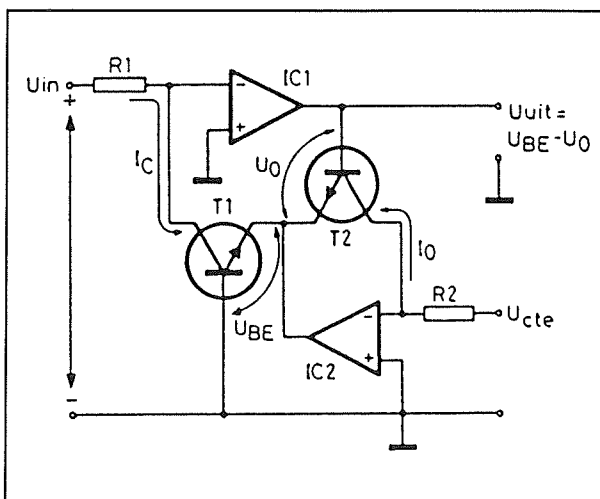 R1
Uin
+
-
+
IC1
Uuit=
UBE-U0
IC
U0
T1
T2
I0
UBE
R2
Ucte
-
+
IC2
-